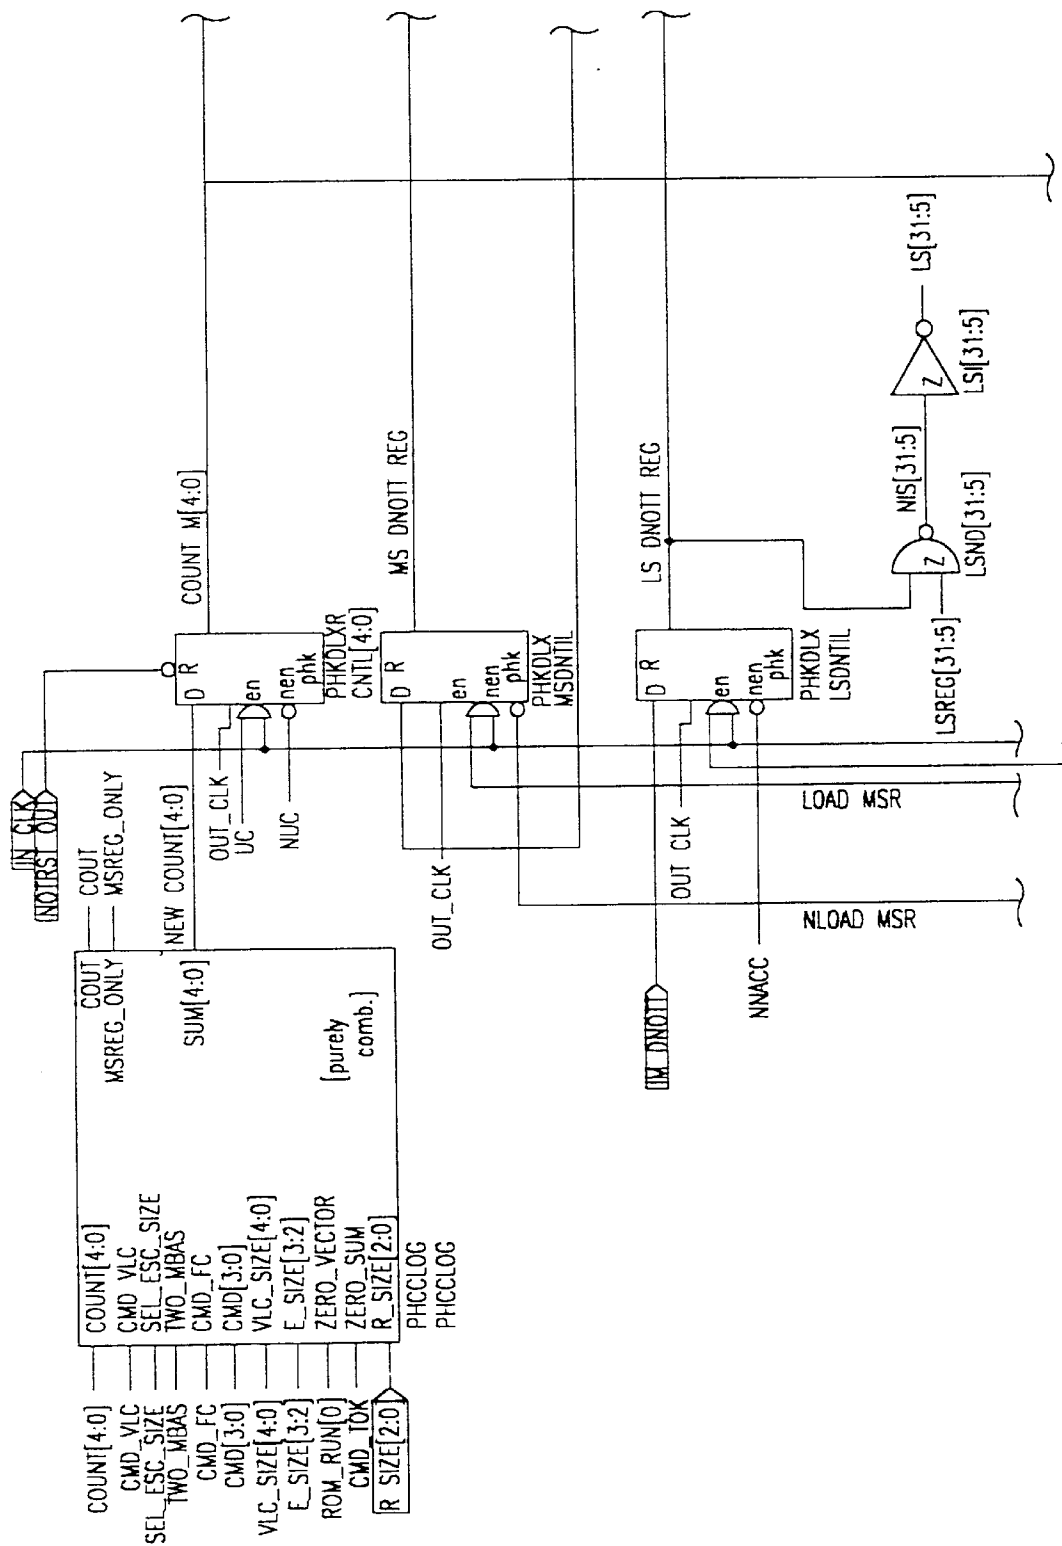 IN_CLK
NOTRST_OUT
COUNT[4:0]
CMD_VLC
SEL_ESC_SIZE
TWO_MBAS
CMD_FC
CMD[3:0]
VLC_SIZE[4:0]
E_SIZE[3:2]
ROM_RUN[0]
CMD_TOK
R_SIZE[2:0]
COUNT[4:0]
CMD_VLC
SEL_ESC_SIZE
TWO_MBAS
CMD_FC
CMD[3:0]
VLC_SIZE[4:0]
E_SIZE[3:2]
ZERO_VECTOR
ZERO_SUM
R_SIZE[2:0]
PHCCLOG
PHCCLOG
COUT
MSREG_ONLY
SUM[4:0]
[purely
comb.]
COUT
MSREG_ONLY
NEW COUNT[4:0]
OUT_CLK
UC
NUC
D R
en
nen
phk
PHKDLXR
CNTL[4:0]
COUNT M[4:0]
OUT_CLK
D R
en
nen
phk
PHKDLX
MSDNTIL
MS DNOTT REG
NLOAD MSR
LOAD MSR
IM_DNOTT
OUT CLK
NNACC
D R
en
nen
phk
PHKDLX
LSDNTIL
LS DNOTT REG
LSREG[31:5]
Z
LSND[31:5]
NIS[31:5]
Z
LSI[31:5]
LS[31:5]